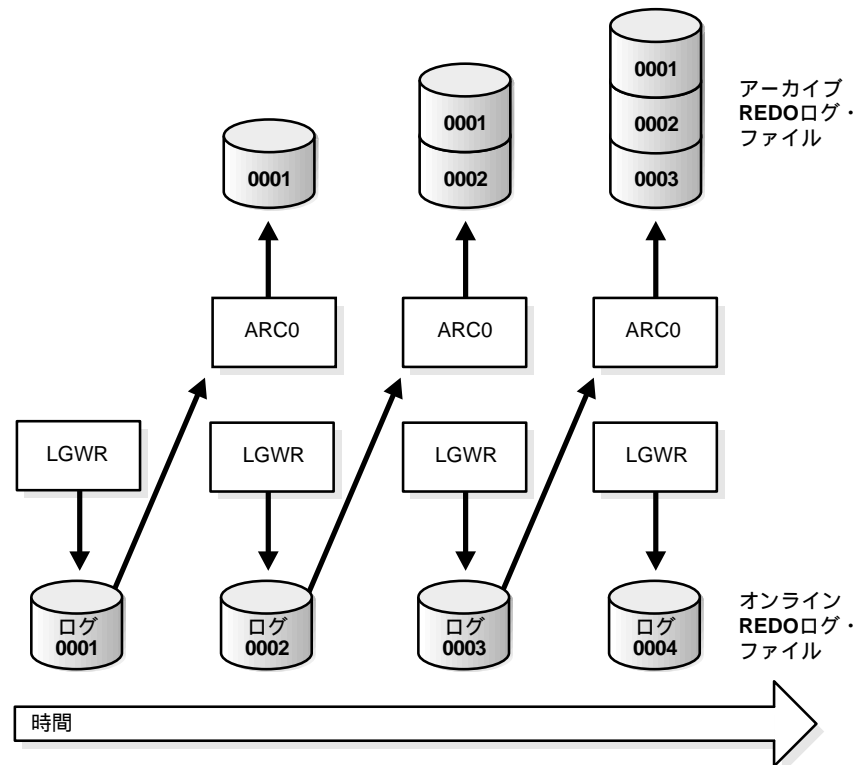 0001
0001
0002
0001
0002
0003
アーカイブ
REDOログ・
ファイル
ARC0
ARC0
ARC0
LGWR
LGWR
LGWR
LGWR
ログ
0001
ログ
0002
ログ
0003
ログ
0004
オンライン
REDOログ・
ファイル
時間